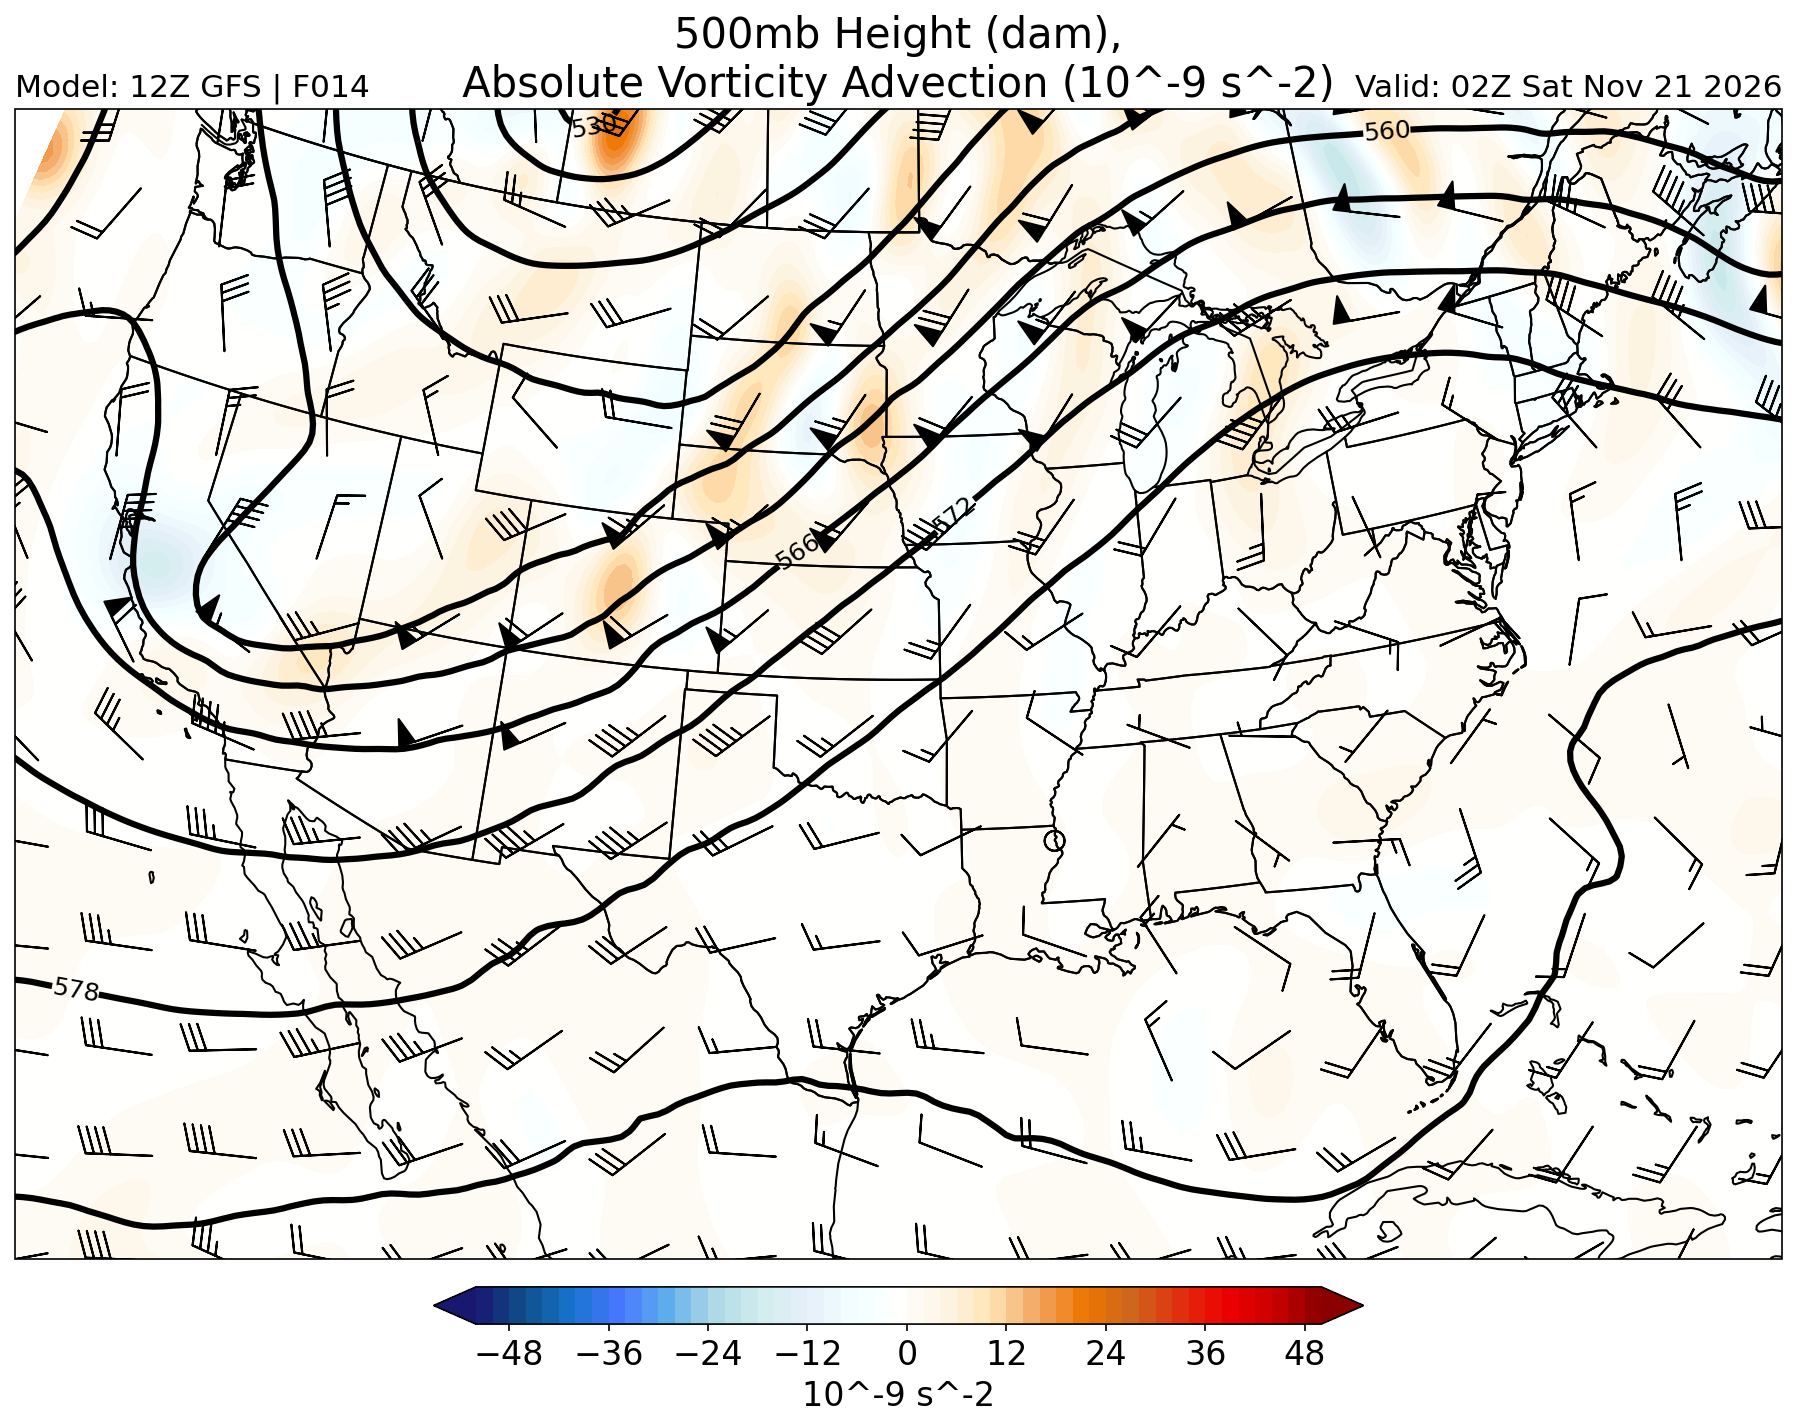 500mb Height (dam),
Model: 12Z GFS | F014
Absolute Vorticity Advection (10^-9 s^-2)
Valid: 02Z Sat Nov 21 2026
530
560
572
566
578
−48 −36 −24 −12 0 12 24 36 48
10^-9 s^-2